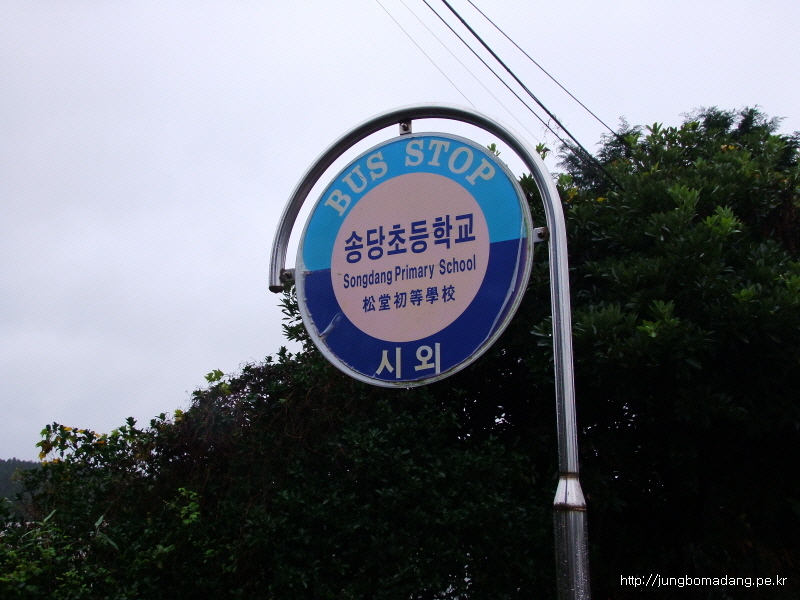 BUS STOP
송당초등학교
Songdang Primary School
松堂初等學校
시외
http://jungbomadang.pe.kr